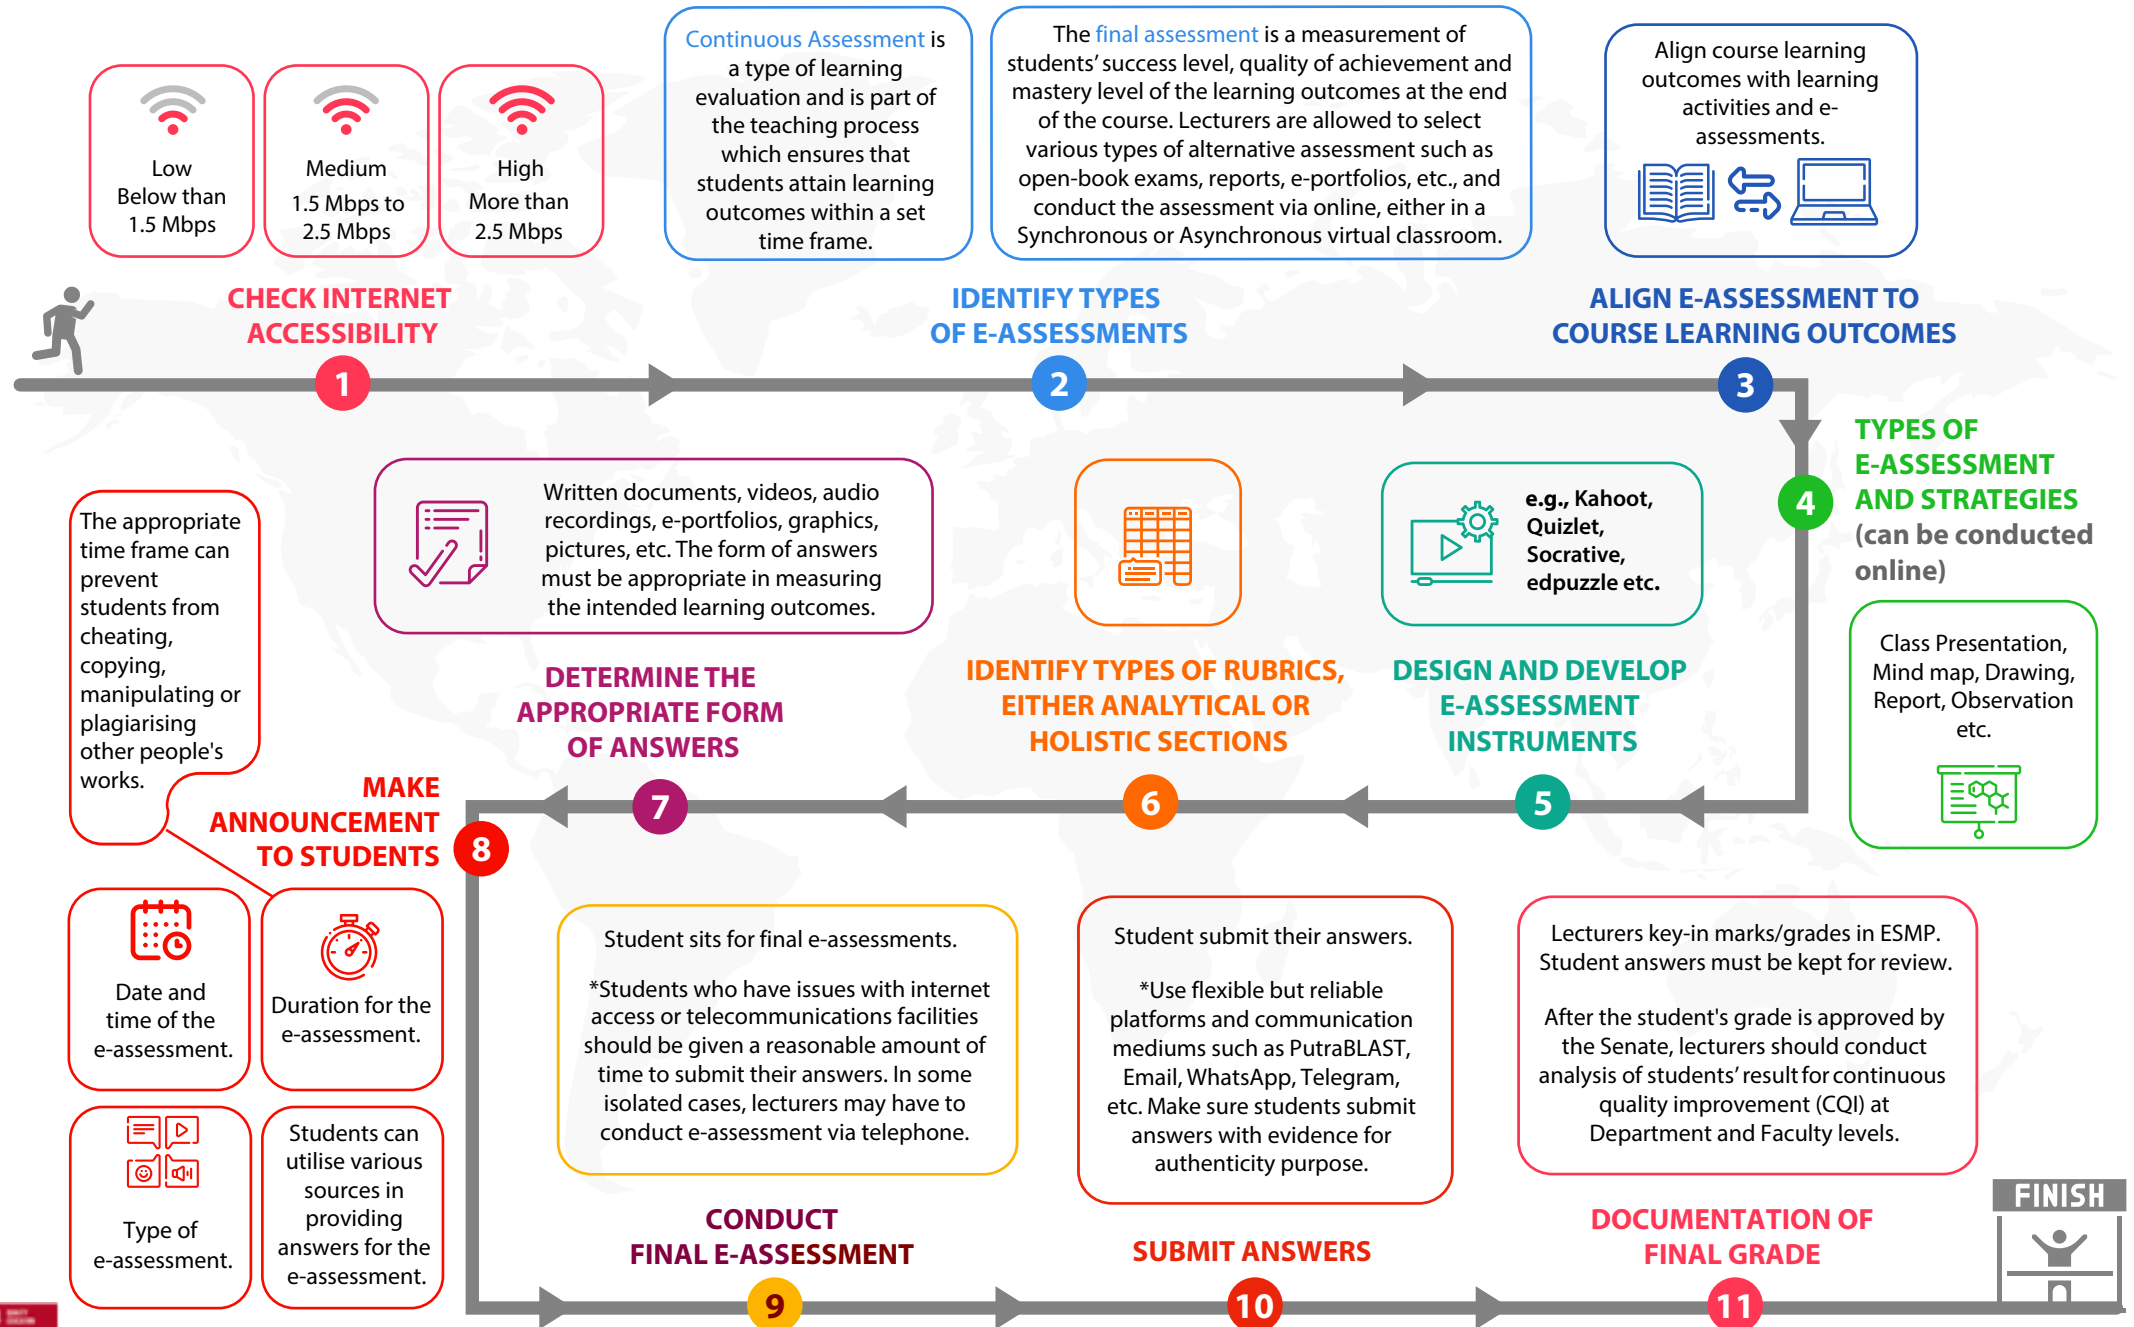 Low
Below than
1.5 Mbps
Medium
1.5 Mbps to
2.5 Mbps
High
More than
2.5 Mbps
CHECK INTERNET
ACCESSIBILITY
1
Continuous Assessment is
a type of learning
evaluation and is part of
the teaching process
which ensures that
students attain learning
outcomes within a set
time frame.
The final assessment is a measurement of
students' success level, quality of achievement and
mastery level of the learning outcomes at the end
of the course. Lecturers are allowed to select
various types of alternative assessment such as
open-book exams, reports, e-portfolios, etc., and
conduct the assessment via online, either in a
Synchronous or Asynchronous virtual classroom.
IDENTIFY TYPES
OF E-ASSESSMENTS
2
Align course learning
outcomes with learning
activities and e-
assessments.
ALIGN E-ASSESSMENT TO
COURSE LEARNING OUTCOMES
3
TYPES OF
E-ASSESSMENT
AND STRATEGIES
(can be conducted
online)
4
Class Presentation,
Mind map, Drawing,
Report, Observation
etc.
e.g., Kahoot,
Quizlet,
Socrative,
edpuzzle etc.
DESIGN AND DEVELOP
E-ASSESSMENT
INSTRUMENTS
5
IDENTIFY TYPES OF RUBRICS,
EITHER ANALYTICAL OR
HOLISTIC SECTIONS
6
Written documents, videos, audio
recordings, e-portfolios, graphics,
pictures, etc. The form of answers
must be appropriate in measuring
the intended learning outcomes.
DETERMINE THE
APPROPRIATE FORM
OF ANSWERS
7
The appropriate
time frame can
prevent
students from
cheating,
copying,
manipulating or
plagiarising
other people's
works.
MAKE
ANNOUNCEMENT
TO STUDENTS
8
Date and
time of the
e-assessment.
Duration for the
e-assessment.
Type of
e-assessment.
Students can
utilise various
sources in
providing
answers for the
e-assessment.
Student sits for final e-assessments.
*Students who have issues with internet
access or telecommunications facilities
should be given a reasonable amount of
time to submit their answers. In some
isolated cases, lecturers may have to
conduct e-assessment via telephone.
CONDUCT
FINAL E-ASSESSMENT
9
Student submit their answers.
*Use flexible but reliable
platforms and communication
mediums such as PutraBLAST,
Email, WhatsApp, Telegram,
etc. Make sure students submit
answers with evidence for
authenticity purpose.
SUBMIT ANSWERS
10
Lecturers key-in marks/grades in ESMP.
Student answers must be kept for review.
After the student's grade is approved by
the Senate, lecturers should conduct
analysis of students' result for continuous
quality improvement (CQI) at
Department and Faculty levels.
DOCUMENTATION OF
FINAL GRADE
11
FINISH